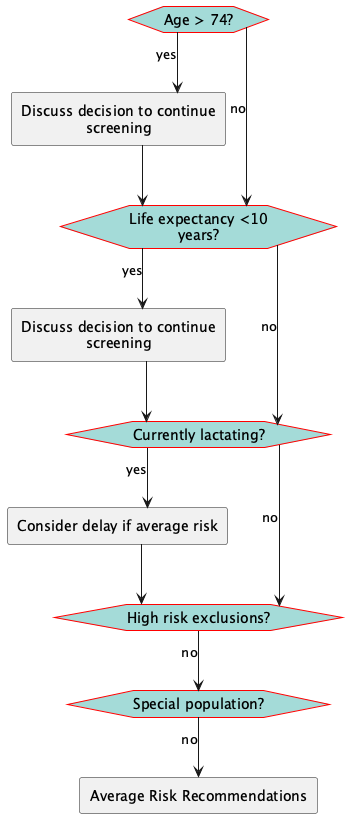 Age > 74?
yes
no
Discuss decision to continue
screening
Life expectancy <10
years?
yes
no
Discuss decision to continue
screening
Currently lactating?
yes
no
Consider delay if average risk
High risk exclusions?
no
Special population?
no
Average Risk Recommendations